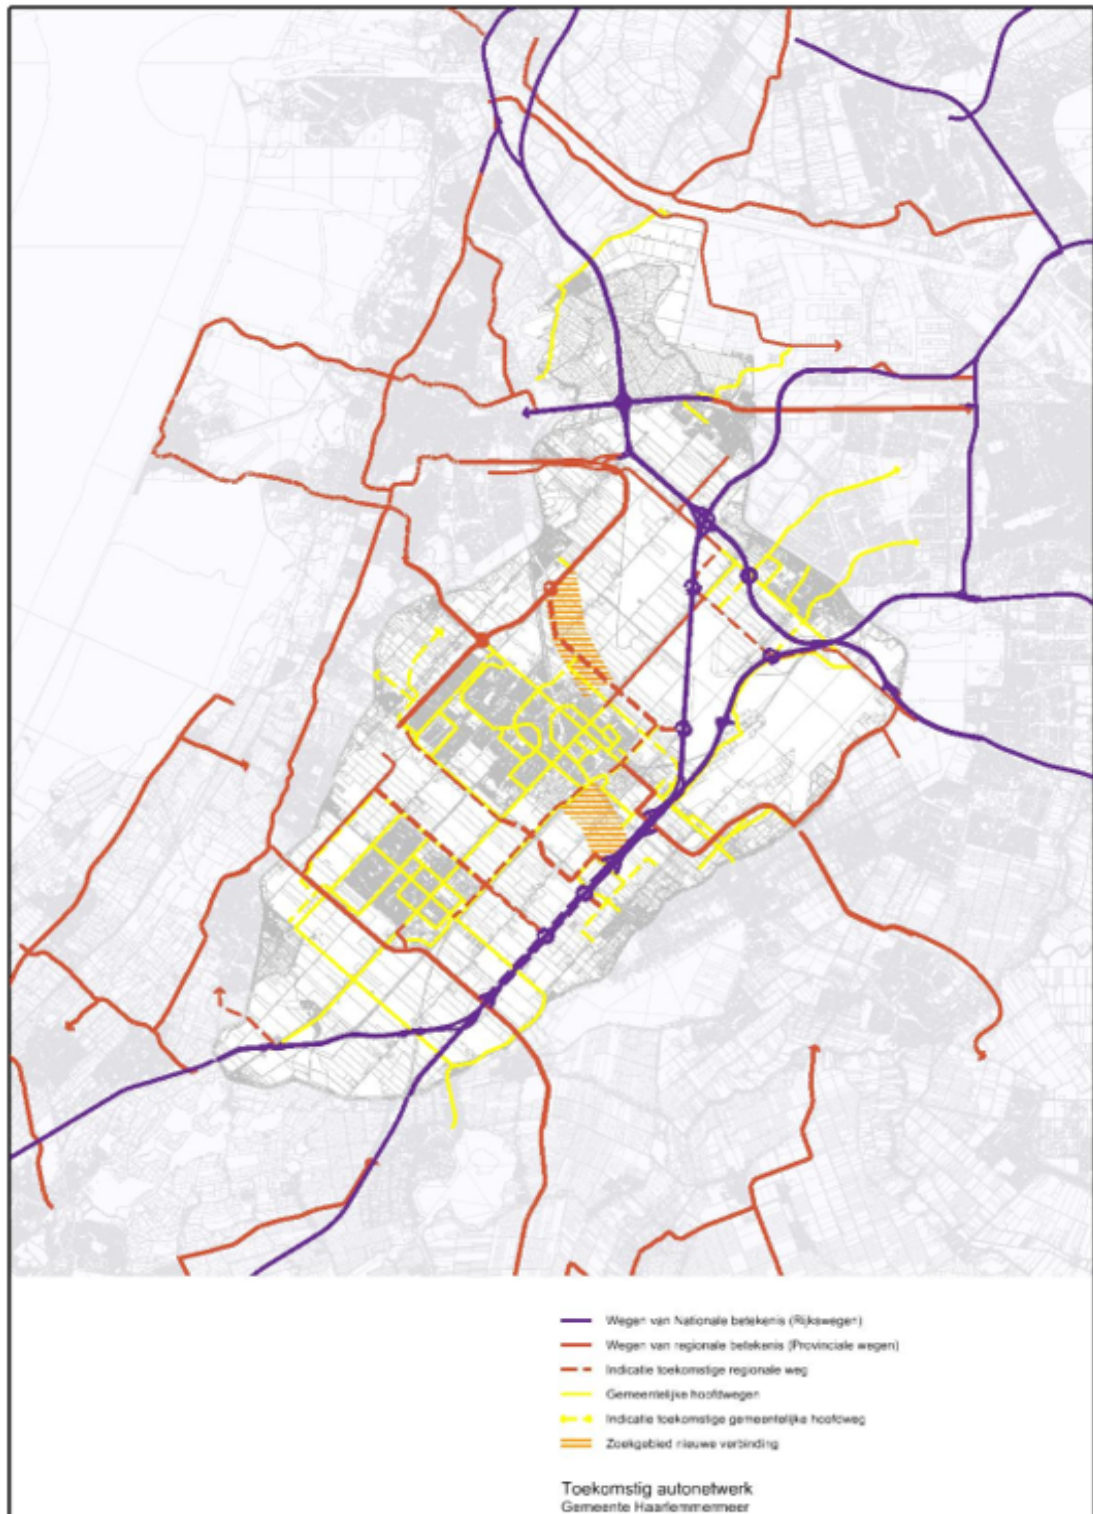 Wegen van Nationale betekenis (Rijkswegen)
Wegen van regionale betekenis (Provinciale wegen)
Indicatie toekomstige regionale weg
Gemeentelijke hoofdwegen
Indicatie toekomstige gemeentelijke hoofdweg
Zoekgebied nieuwe verbinding
Toekomstig autonetwerk
Gemeente Haarlemmermeer